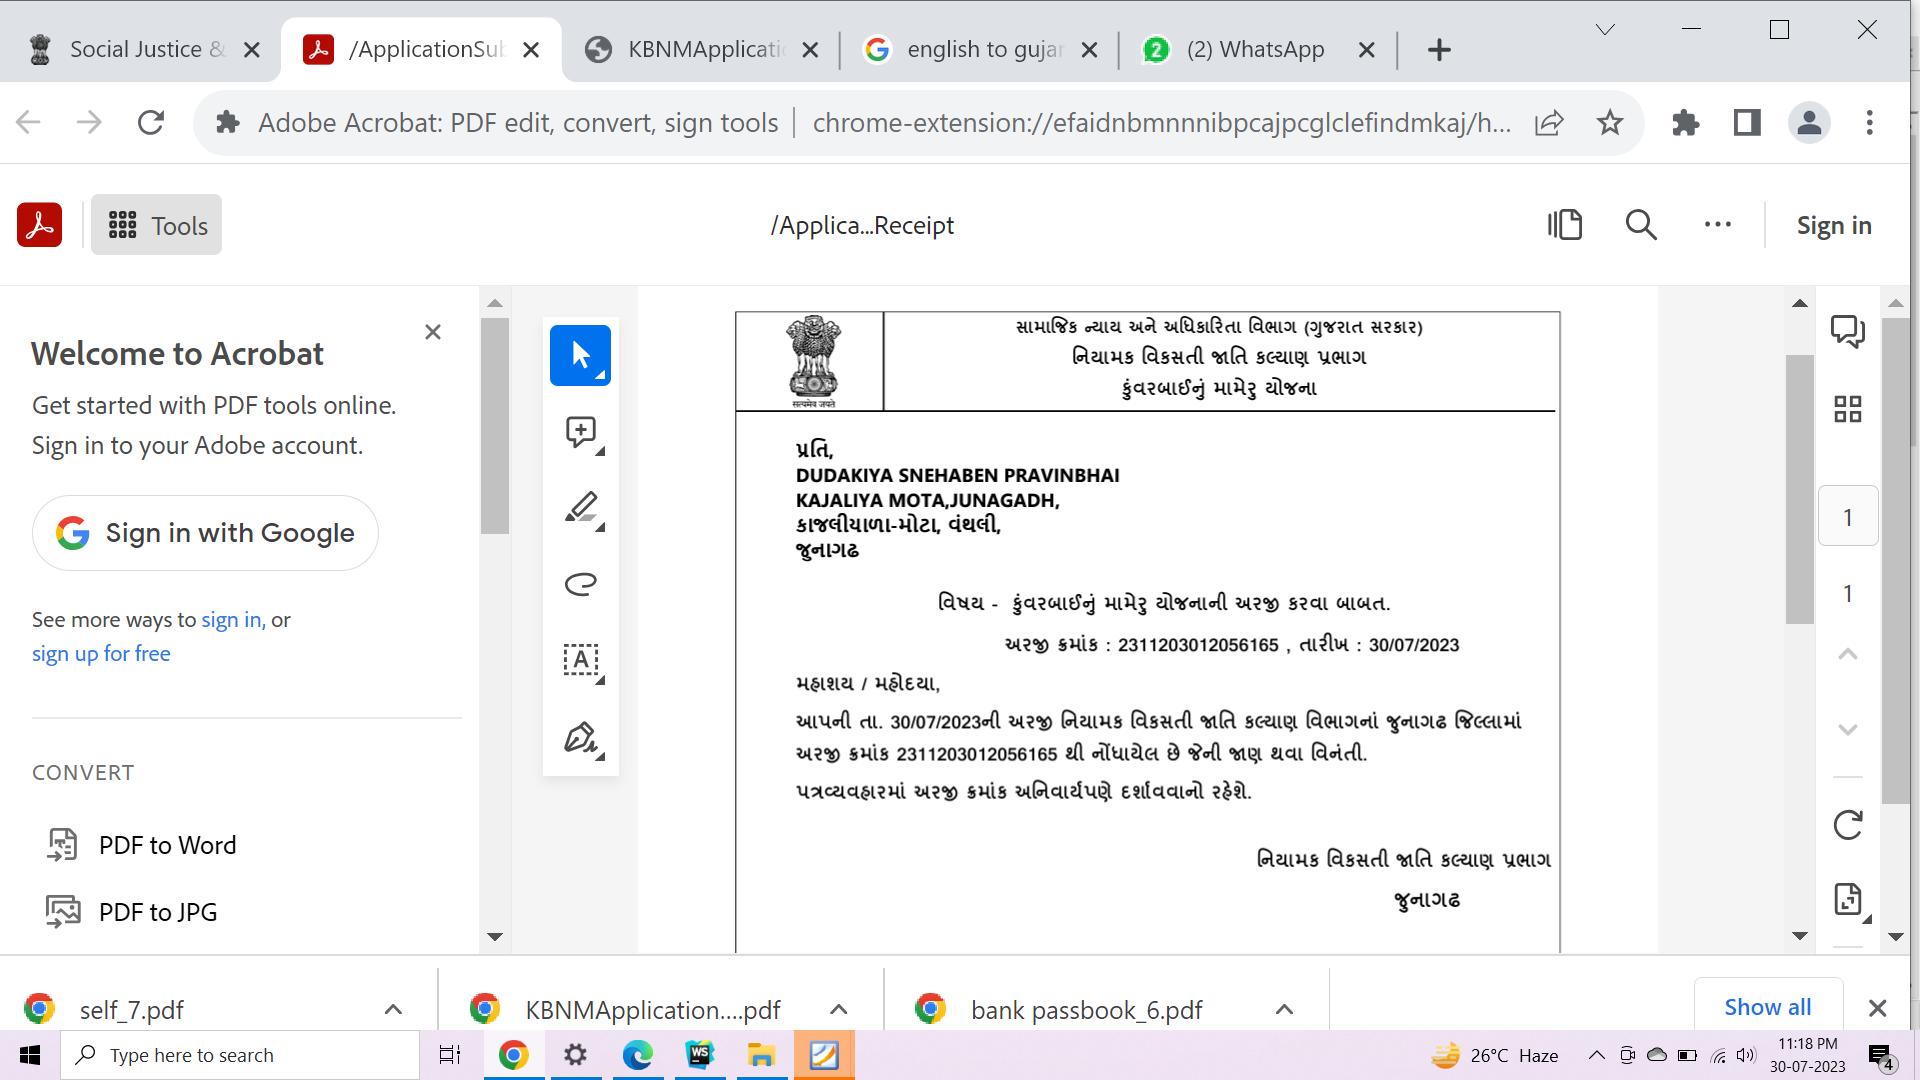 Social Justice &
/ApplicationSub
KBNMApplicatio
english to gujar
(2) WhatsApp
Adobe Acrobat: PDF edit, convert, sign tools
chrome-extension://efaidnbmnnnibpcajpcglclefindmkaj/h...
Tools
/Applica...Receipt
Sign in
Welcome to Acrobat
Get started with PDF tools online.
Sign in to your Adobe account.
Sign in with Google
See more ways to sign in, or
sign up for free
CONVERT
PDF to Word
PDF to JPG
सत्यमेव जयते
સામાજિક ન્યાય અને અધિકારિતા વિભાગ (ગુજરાત સરકાર)
નિયામક વિકસતી જાતિ કલ્યાણ પ્રભાગ
કુંવરબાઈનું મામેરુ યોજના
પ્રતિ,
DUDAKIYA SNEHABEN PRAVINBHAI
KAJALIYA MOTA,JUNAGADH,
કાજલીયાળા-મોટા, વંથલી,
જુનાગઢ
વિષય - કુંવરબાઈનું મામેરુ યોજનાની અરજી કરવા બાબત.
અરજી ક્રમાંક : 2311203012056165 , તારીખ : 30/07/2023
મહાશય / મહોદયા,
આપની તા. 30/07/2023ની અરજી નિયામક વિકસતી જાતિ કલ્યાણ વિભાગનાં જુનાગઢ જિલ્લામાં
અરજી ક્રમાંક 2311203012056165 થી નોંધાયેલ છે જેની જાણ થવા વિનંતી.
પત્રવ્યવહારમાં અરજી ક્રમાંક અનિવાર્યપણે દર્શાવવાનો રહેશે.
નિયામક વિકસતી જાતિ કલ્યાણ પ્રભાગ
જુનાગઢ
1
1
self_7.pdf
KBNMApplication....pdf
bank passbook_6.pdf
Show all
Type here to search
26°C Haze
11:18 PM
30-07-2023
4